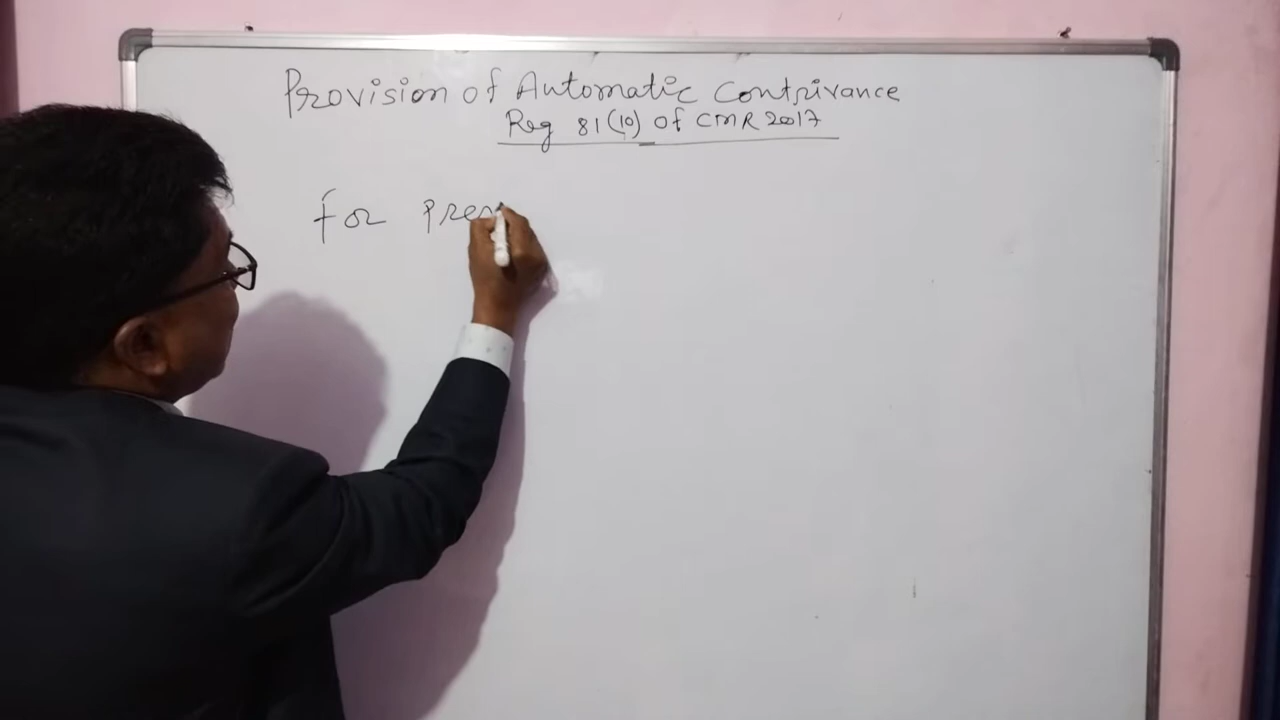 Provision of Automatic Contrivance
Reg 81(10) of CMR 2017
For